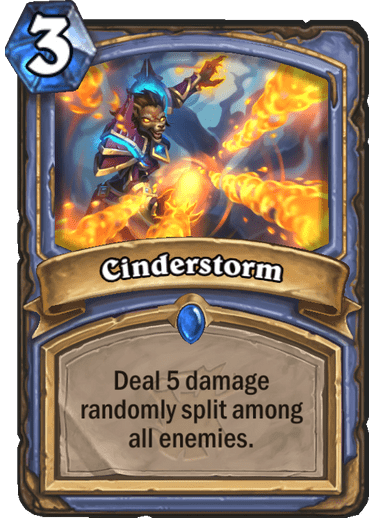 3
Cinderstorm
Deal 5 damage
randomly split among
all enemies.